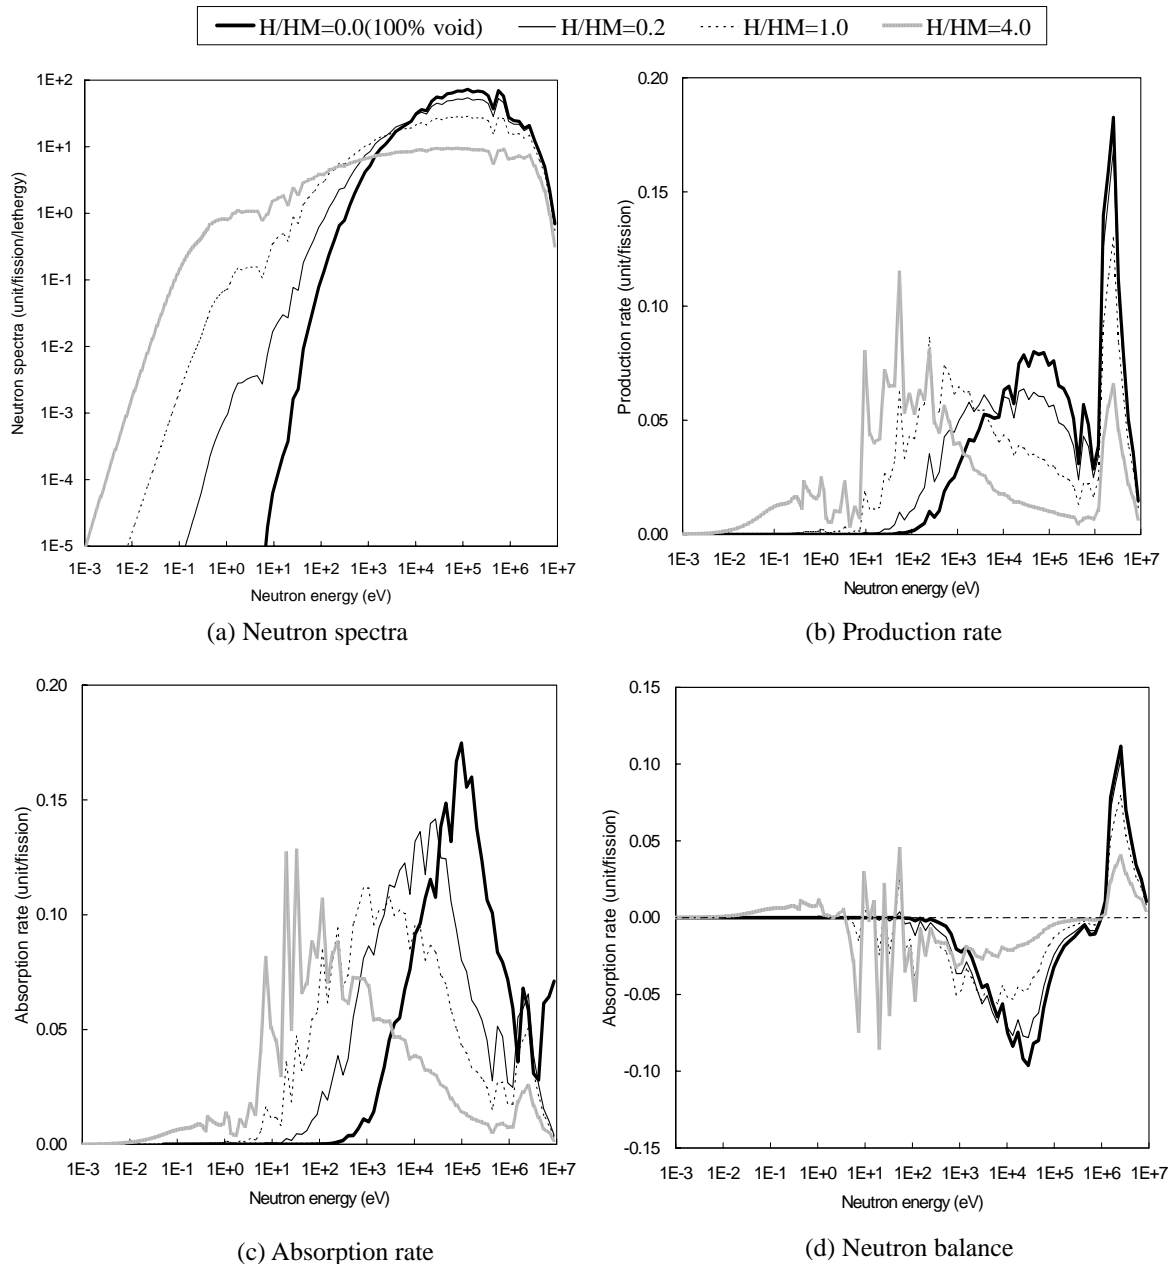 H/HM=0.0(100% void) H/HM=0.2 H/HM=1.0 H/HM=4.0
1E+2
1E+1
1E+0
1E-1
1E-2
1E-3
1E-4
1E-5
Neutron spectra (unit/fission/lethergy)
1E-3 1E-2 1E-1 1E+0 1E+1 1E+2 1E+3 1E+4 1E+5 1E+6 1E+7
Neutron energy (eV)
(a) Neutron spectra
0.20
0.15
0.10
0.05
0.00
Production rate (unit/fission)
1E-3 1E-2 1E-1 1E+0 1E+1 1E+2 1E+3 1E+4 1E+5 1E+6 1E+7
Neutron energy (eV)
(b) Production rate
0.20
0.15
0.10
0.05
0.00
Absorption rate (unit/fission)
1E-3 1E-2 1E-1 1E+0 1E+1 1E+2 1E+3 1E+4 1E+5 1E+6 1E+7
Neutron energy (eV)
(c) Absorption rate
0.15
0.10
0.05
0.00
-0.05
-0.10
-0.15
Absorption rate (unit/fission)
1E-3 1E-2 1E-1 1E+0 1E+1 1E+2 1E+3 1E+4 1E+5 1E+6 1E+7
Neutron energy (eV)
(d) Neutron balance